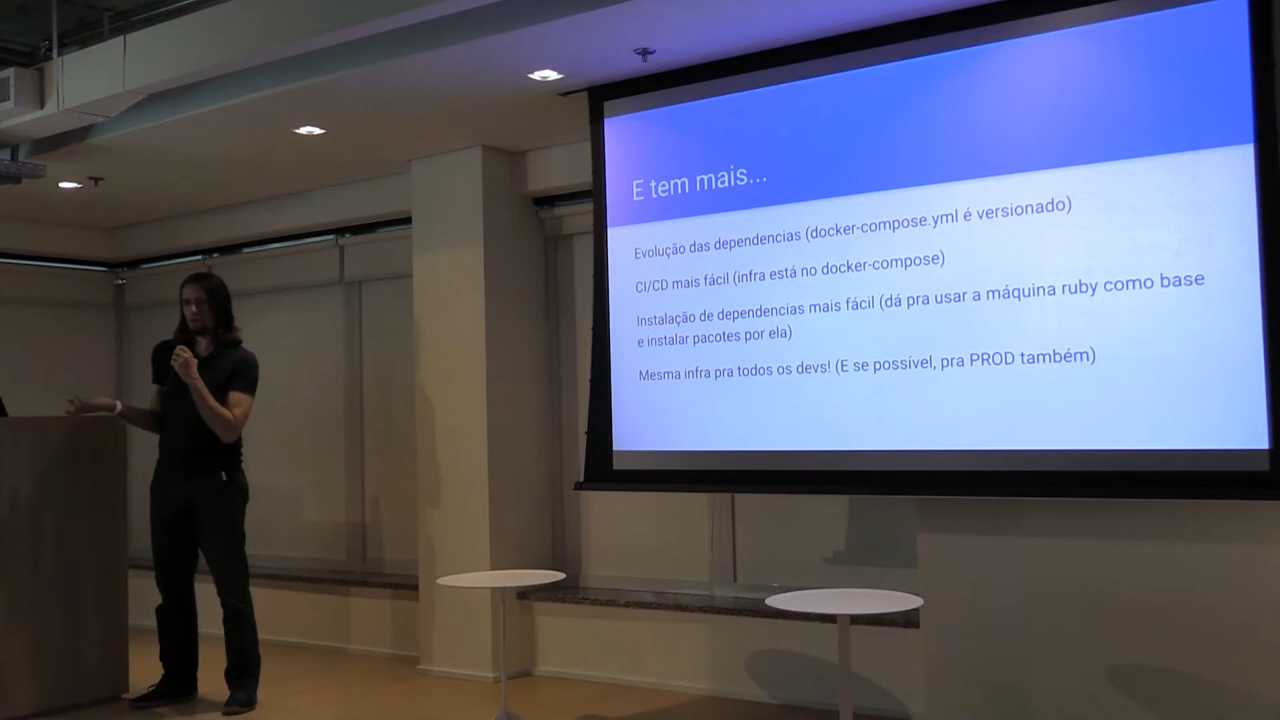 E tem mais...
Evolução das dependencias (docker-compose.yml é versionado)
CI/CD mais fácil (infra está no docker-compose)
Instalação de dependencias mais fácil (dá pra usar a máquina ruby como base
e instalar pacotes por ela)
Mesma infra pra todos os devs! (E se possível, pra PROD também)